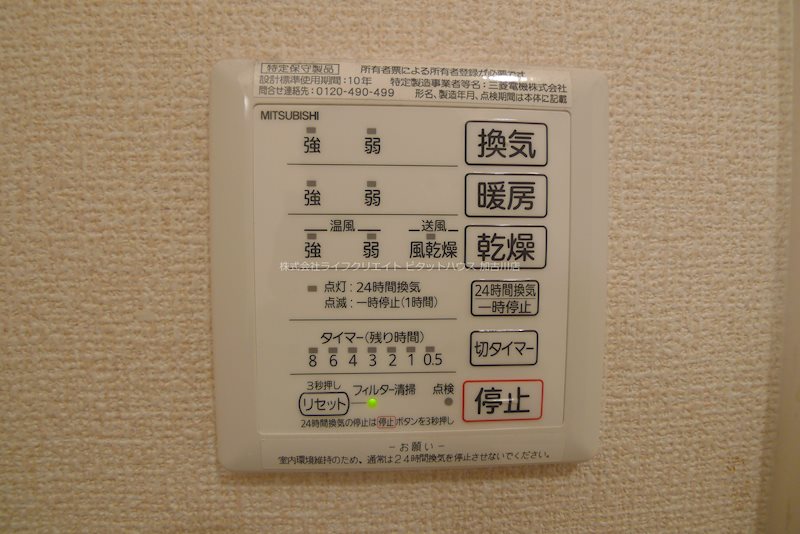 特定保守製品 所有者票による所有者登録が必要です
設計標準使用期間：10年 特定製造事業者等名：三菱電機株式会社
問合せ連絡先：0120-490-499 形名、製造年月、点検期間は本体に記載
MITSUBISHI
強 弱 換気
強 弱 暖房
温風 送風
強 弱 風乾燥 乾燥
株式会社ライフクリエイト ピタットハウス 加古川店
点灯：24時間換気
点滅：一時停止(1時間)
24時間換気
一時停止
タイマー(残り時間)
8 6 4 3 2 1 0.5
切タイマー
3秒押し
リセット フィルター清掃 点検 停止
24時間換気の停止は停止ボタンを3秒押し
－お願い－
室内環境維持のため、通常は24時間換気を停止させないでください。